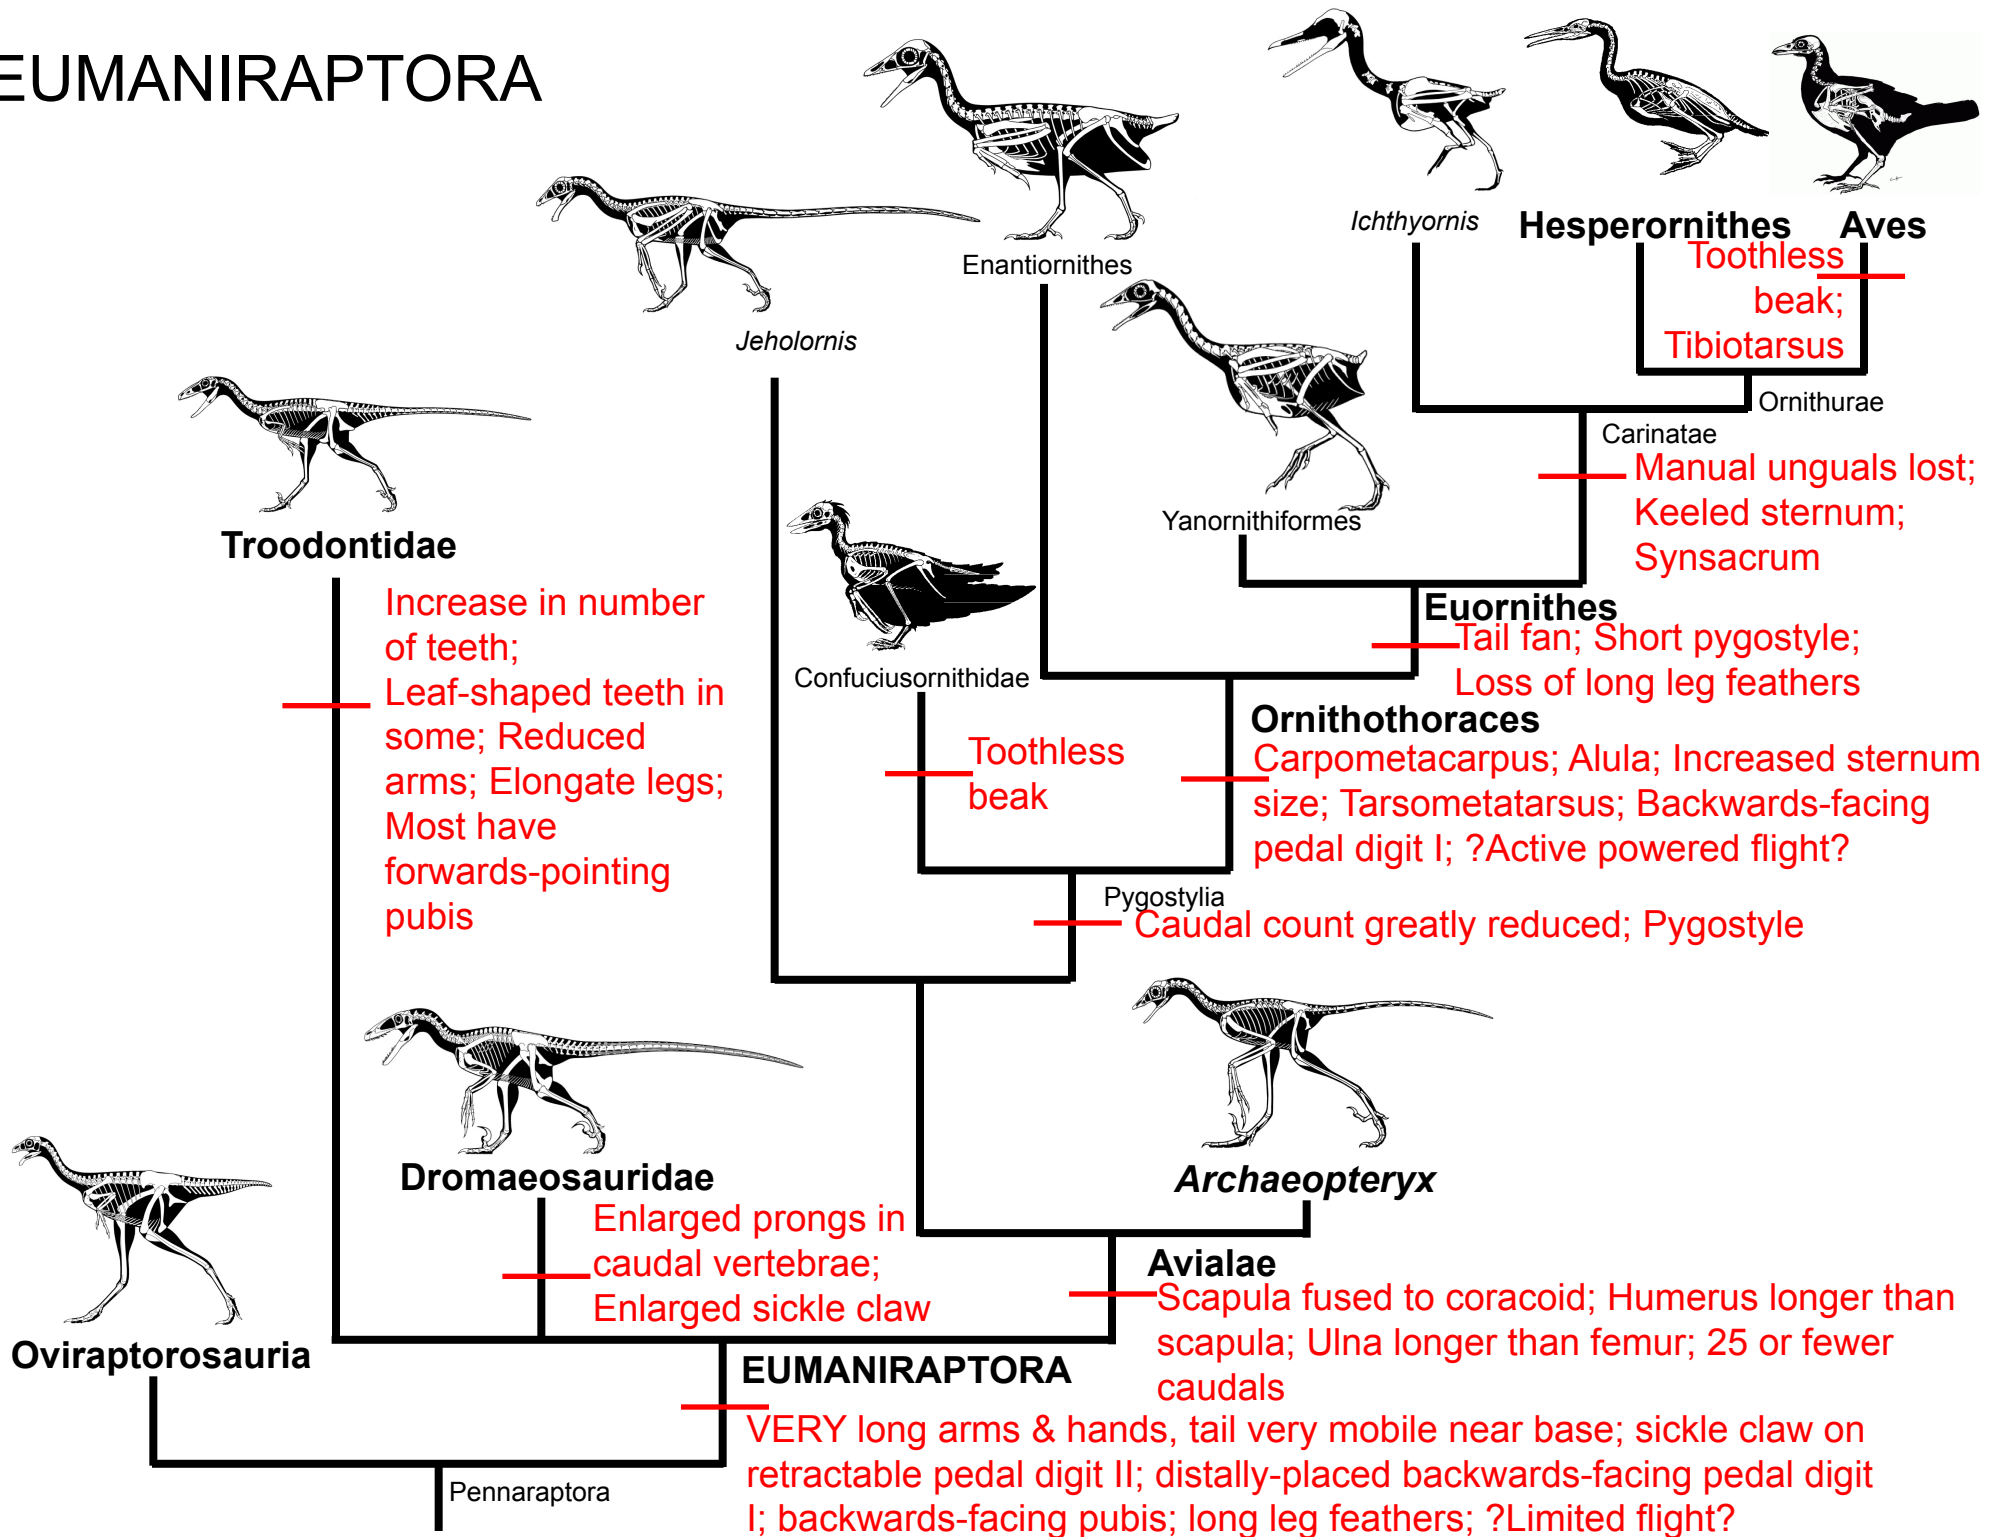 EUMANIRAPTORA
Ichthyornis
Hesperornithes
Aves
Toothless
beak;
Tibiotarsus
Enantiornithes
Jeholornis
Ornithurae
Carinatae
Manual unguals lost;
Keeled sternum;
Synsacrum
Yanornithiformes
Troodontidae
Increase in number
of teeth;
Leaf-shaped teeth in
some; Reduced
arms; Elongate legs;
Most have
forwards-pointing
pubis
Euornithes
Tail fan; Short pygostyle;
Loss of long leg feathers
Confuciusornithidae
Toothless
beak
Ornithothoraces
Carpometacarpus; Alula; Increased sternum
size; Tarsometatarsus; Backwards-facing
pedal digit I; ?Active powered flight?
Pygostylia
Caudal count greatly reduced; Pygostyle
Dromaeosauridae
Enlarged prongs in
caudal vertebrae;
Enlarged sickle claw
Archaeopteryx
Avialae
Scapula fused to coracoid; Humerus longer than
scapula; Ulna longer than femur; 25 or fewer
caudals
Oviraptorosauria
EUMANIRAPTORA
VERY long arms & hands, tail very mobile near base; sickle claw on
retractable pedal digit II; distally-placed backwards-facing pedal digit
I; backwards-facing pubis; long leg feathers; ?Limited flight?
Pennaraptora